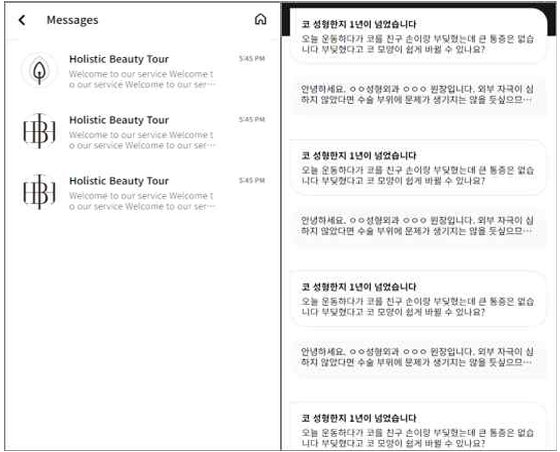 Messages
Holistic Beauty Tour
5:45 PM
Welcome to our service Welcome t
o our service Welcome to our ser···
Holistic Beauty Tour
5:45 PM
Welcome to our service Welcome t
o our service Welcome to our ser···
Holistic Beauty Tour
5:45 PM
Welcome to our service Welcome t
o our service Welcome to our ser···
코 성형한지 1년이 넘었습니다
오늘 운동하다가 코를 친구 손이랑 부딪혔는데 큰 통증은 없습
니다 부딪혔다고 코 모양이 쉽게 바뀔 수 있나요?
안녕하세요. ㅇㅇ성형외과 ㅇㅇㅇ 원장입니다. 외부 자극이 심
하지 않았다면 수술 부위에 문제가 생기지는 않을 듯싶으므···
코 성형한지 1년이 넘었습니다
오늘 운동하다가 코를 친구 손이랑 부딪혔는데 큰 통증은 없습
니다 부딪혔다고 코 모양이 쉽게 바뀔 수 있나요?
안녕하세요. ㅇㅇ성형외과 ㅇㅇㅇ 원장입니다. 외부 자극이 심
하지 않았다면 수술 부위에 문제가 생기지는 않을 듯싶으므···
코 성형한지 1년이 넘었습니다
오늘 운동하다가 코를 친구 손이랑 부딪혔는데 큰 통증은 없습
니다 부딪혔다고 코 모양이 쉽게 바뀔 수 있나요?
안녕하세요. ㅇㅇ성형외과 ㅇㅇㅇ 원장입니다. 외부 자극이 심
하지 않았다면 수술 부위에 문제가 생기지는 않을 듯싶으므···
코 성형한지 1년이 넘었습니다
오늘 운동하다가 코를 친구 손이랑 부딪혔는데 큰 통증은 없습
니다 부딪혔다고 코 모양이 쉽게 바뀔 수 있나요?